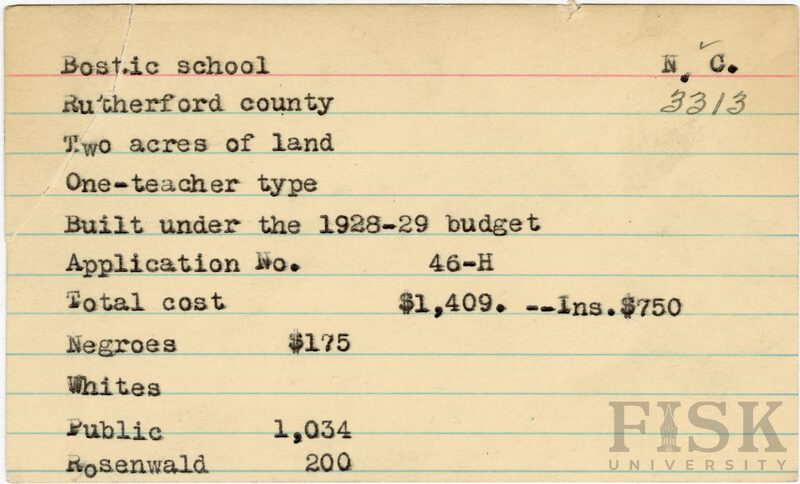 Bostic school N. C.
Rutherford county 3313
Two acres of land
One-teacher type
Built under the 1928-29 budget
Application No. 46-H
Total cost $1,409. --Ins.$750
Negroes $175
Whites
Public 1,034
Rosenwald 200
FISK
UNIVERSITY